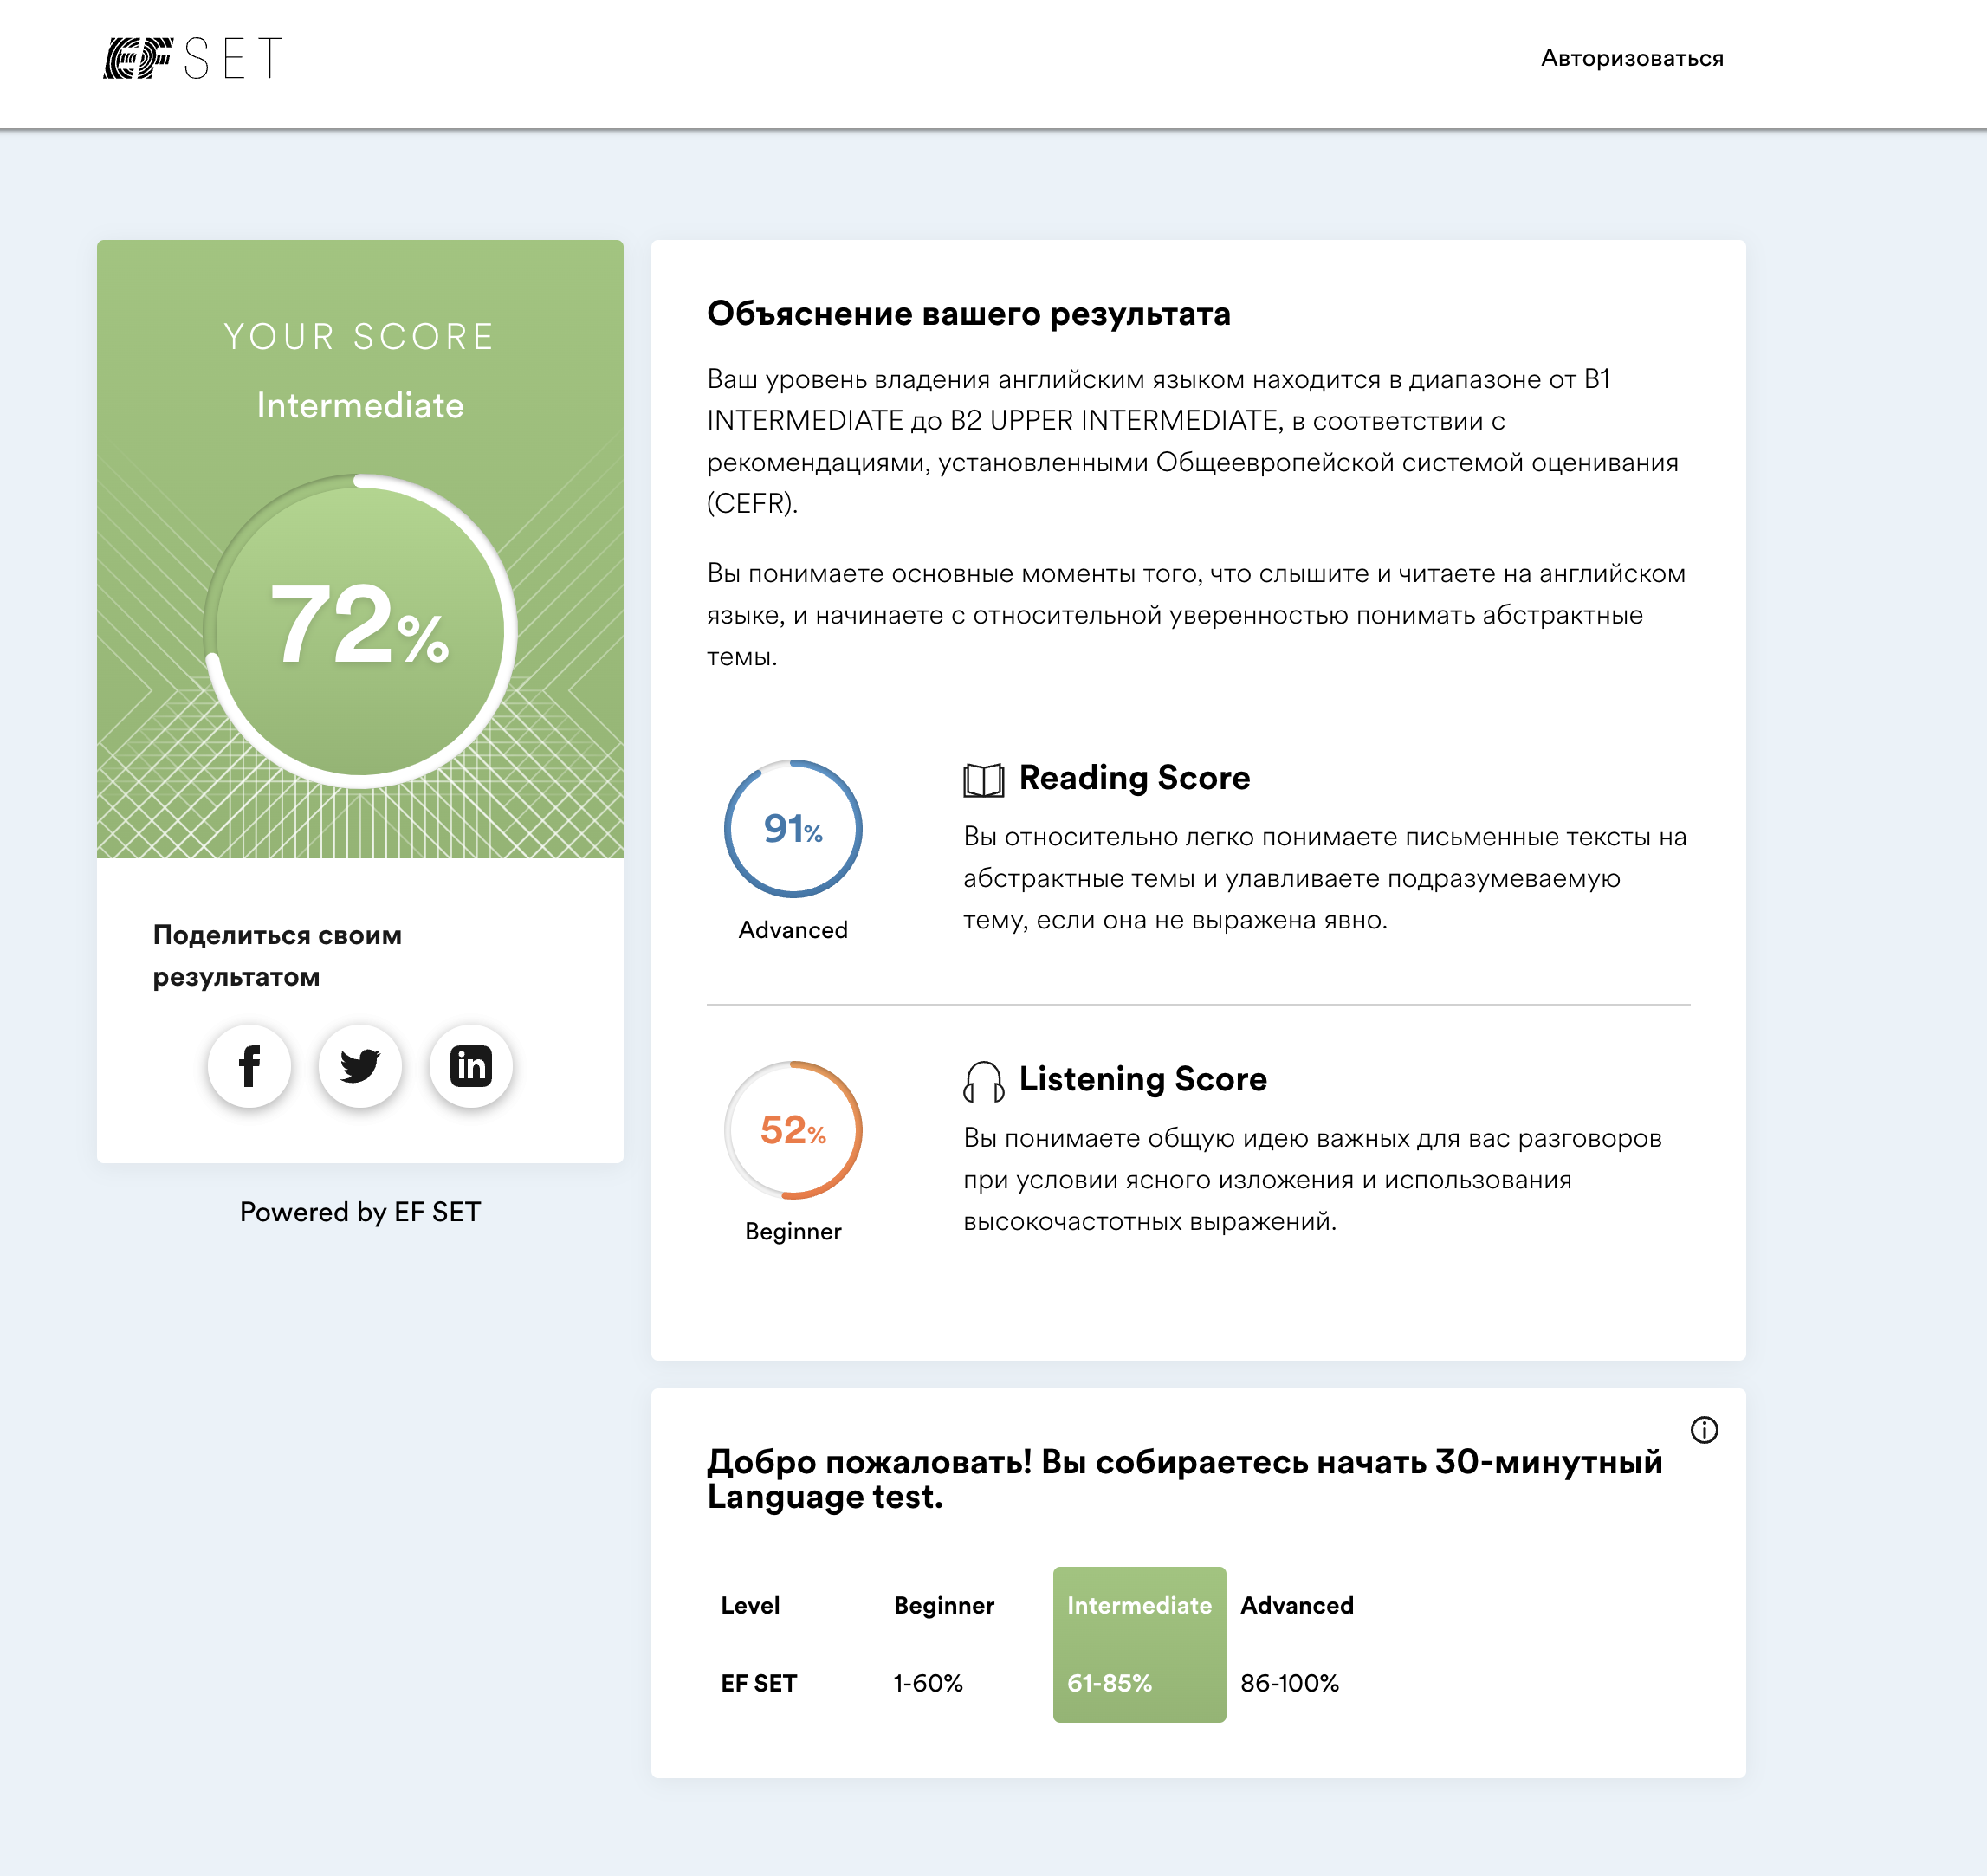 EF SET
Авторизоваться
YOUR SCORE
Intermediate
72%
Поделиться своим
результатом
Powered by EF SET
Объяснение вашего результата
Ваш уровень владения английским языком находится в диапазоне от B1
INTERMEDIATE до B2 UPPER INTERMEDIATE, в соответствии с
рекомендациями, установленными Общеевропейской системой оценивания
(CEFR).
Вы понимаете основные моменты того, что слышите и читаете на английском
языке, и начинаете с относительной уверенностью понимать абстрактные
темы.
91%
Advanced
Reading Score
Вы относительно легко понимаете письменные тексты на
абстрактные темы и улавливаете подразумеваемую
тему, если она не выражена явно.
52%
Beginner
Listening Score
Вы понимаете общую идею важных для вас разговоров
при условии ясного изложения и использования
высокочастотных выражений.
Добро пожаловать! Вы собираетесь начать 30-минутный
Language test.
Level Beginner Intermediate Advanced
EF SET 1-60% 61-85% 86-100%